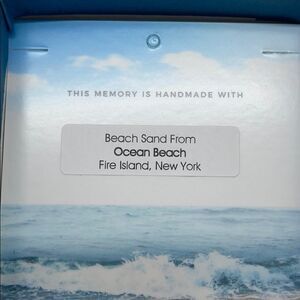 THIS MEMORY IS HANDMADE WITH
Beach Sand From
Ocean Beach
Fire Island, New York